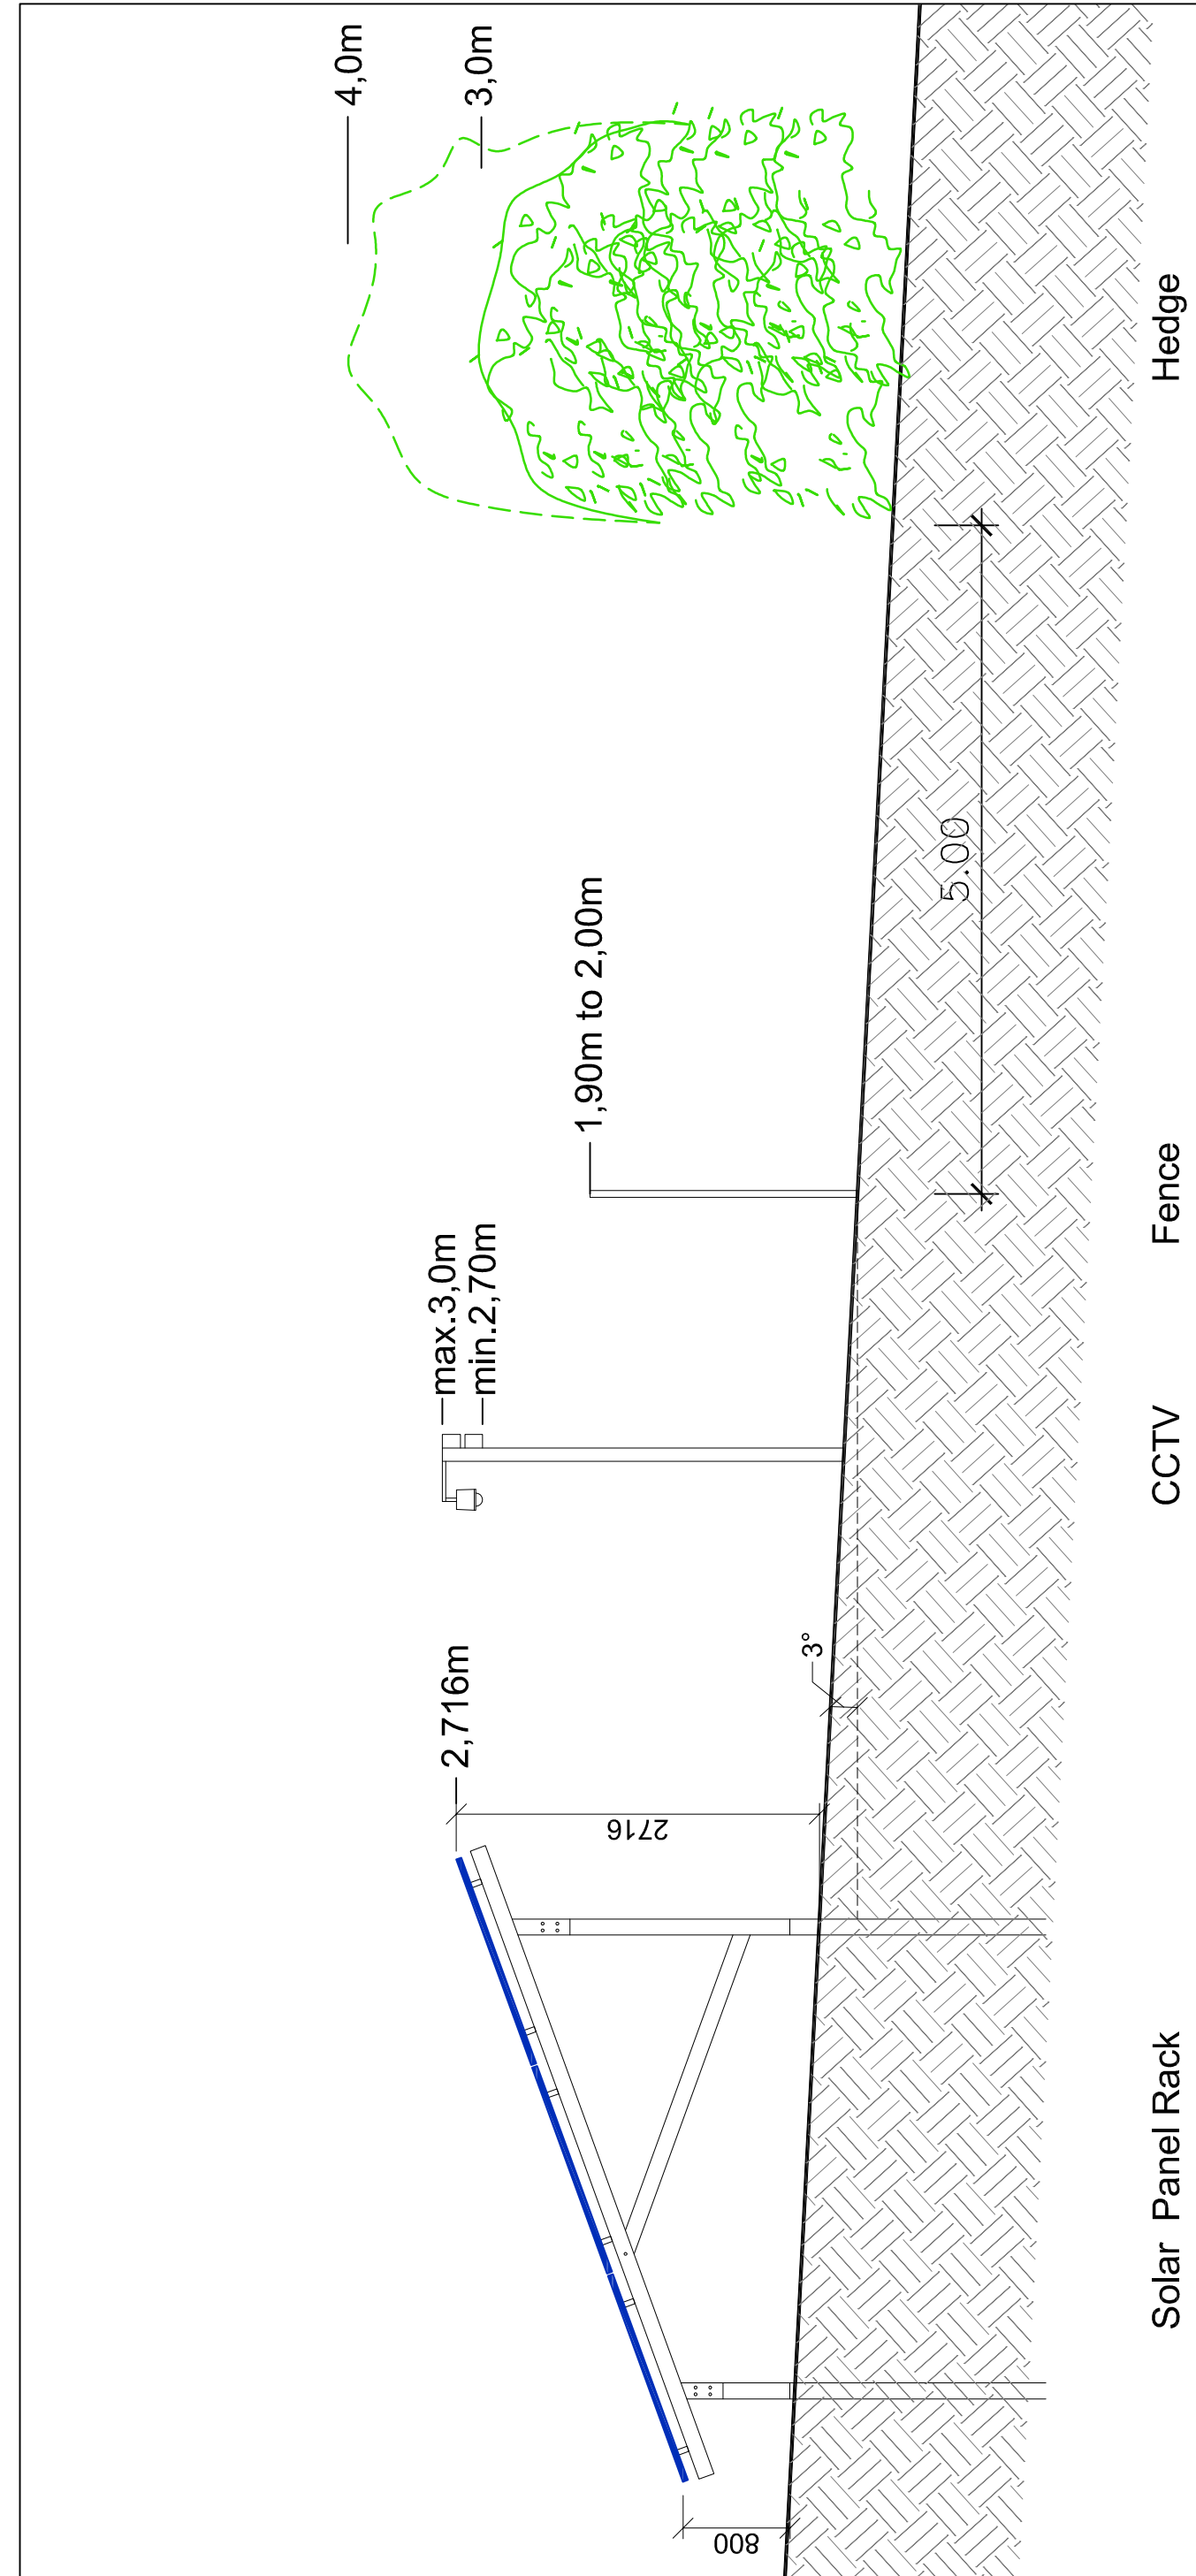 4,0m
3,0m
1,90m to 2,00m
max.3,0m
min.2,70m
2,716m
2716
3°
800
5.00
Solar Panel Rack
CCTV
Fence
Hedge